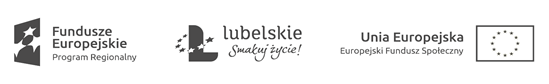 Fundusze
Europejskie
Program Regionalny
lubelskie
Smakuj życie!
Unia Europejska
Europejski Fundusz Społeczny